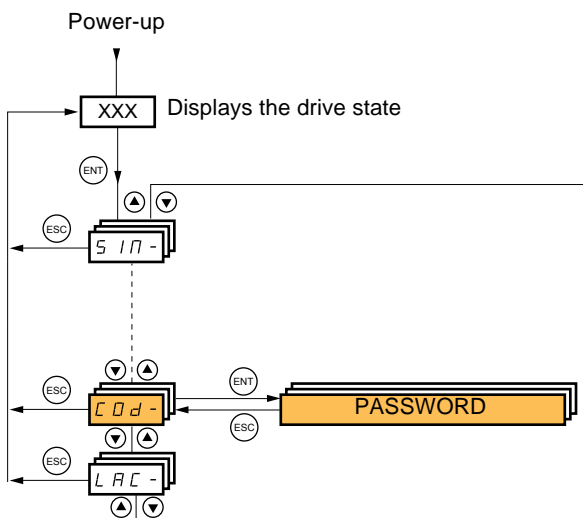 Power-up
XXX Displays the drive state
ENT
ESC
SIM-
ESC
ENT
COd-
PASSWORD
ESC
ESC
LAC-